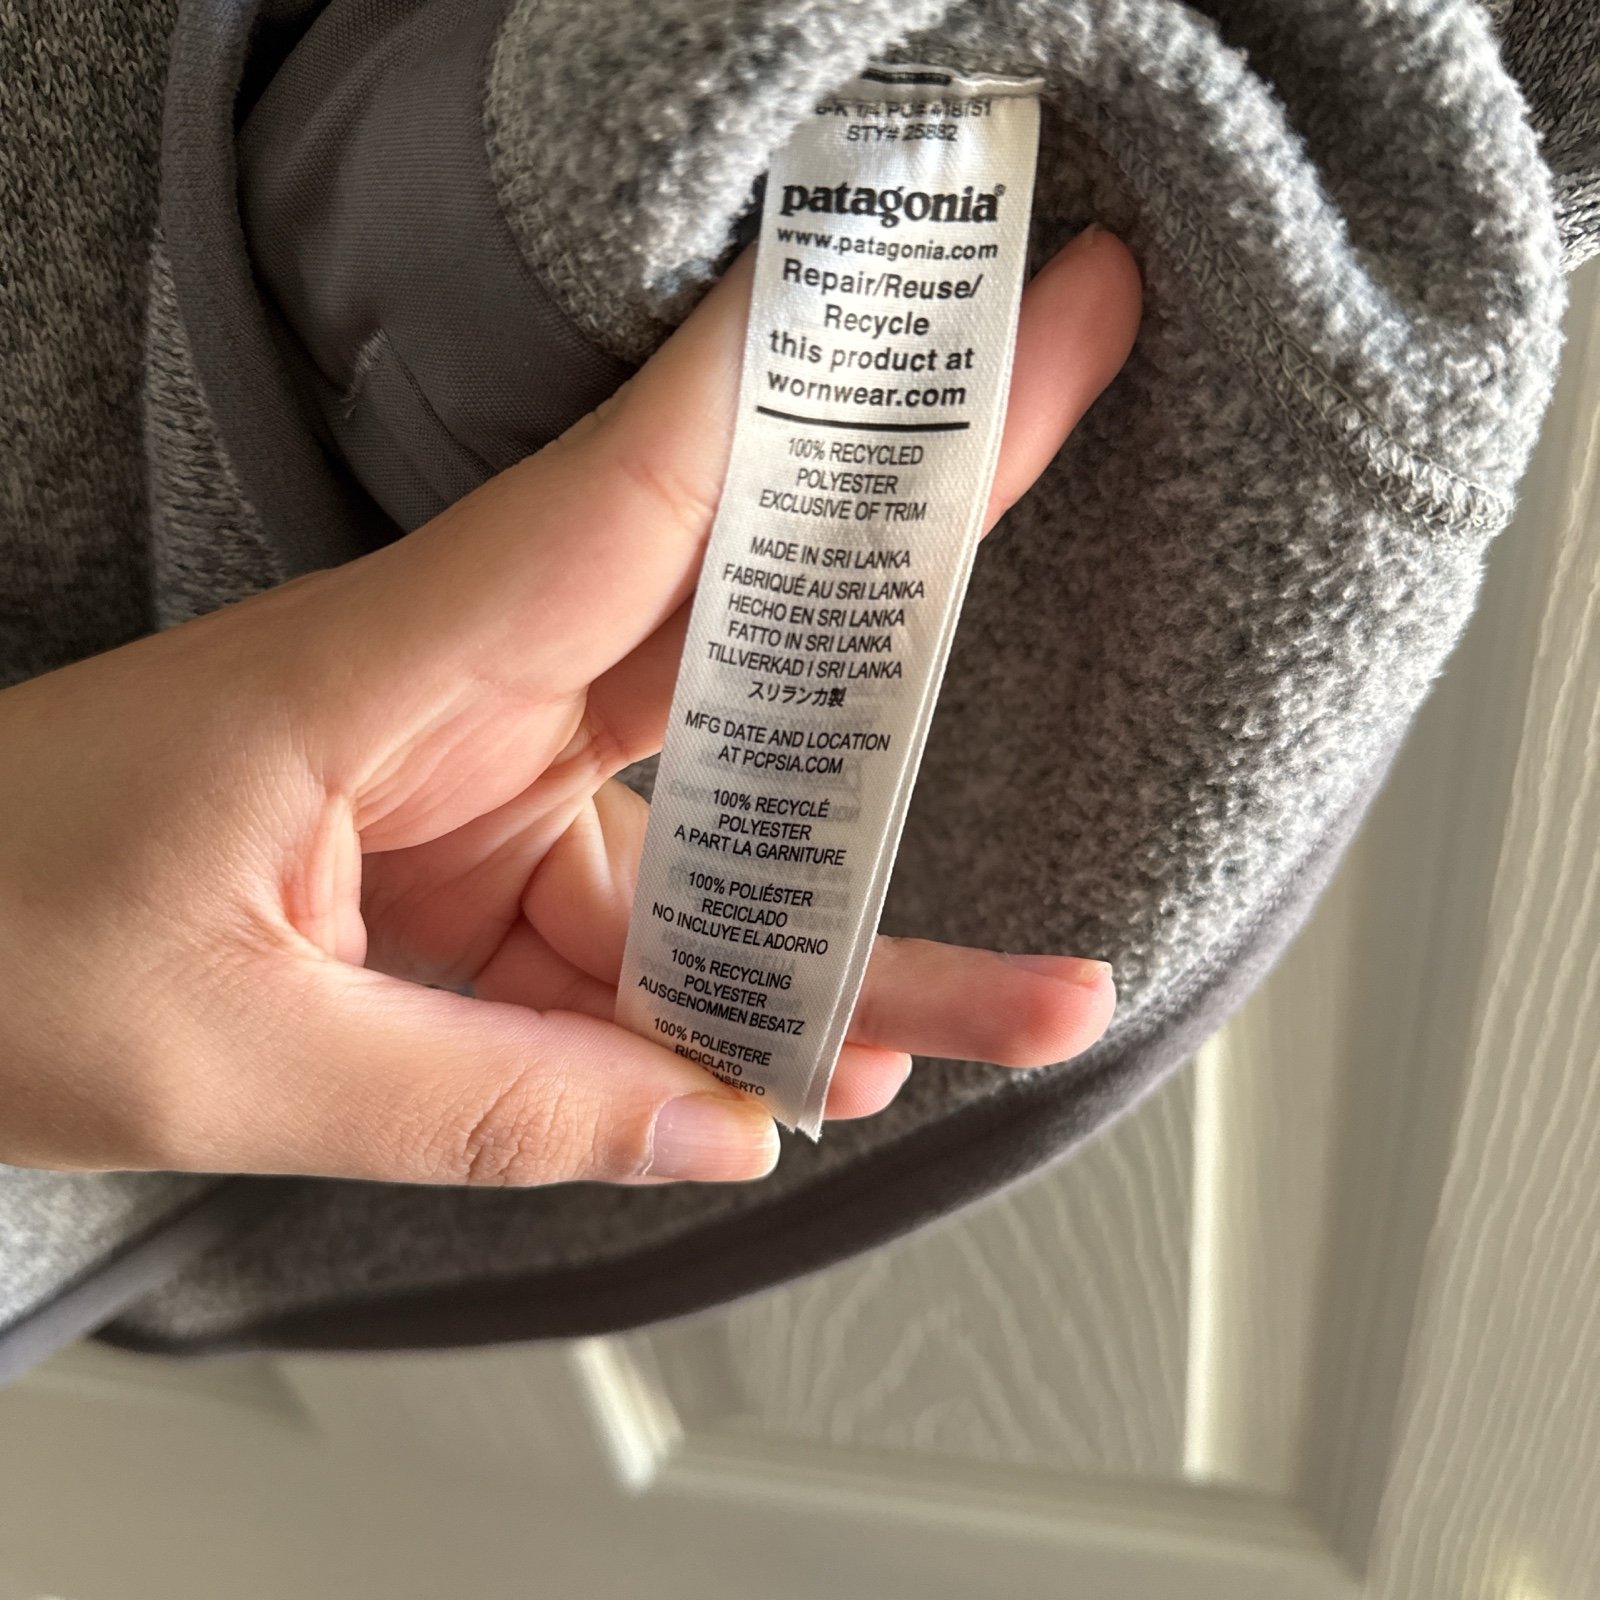 STY# 25882
patagonia®
www.patagonia.com
Repair/Reuse/
Recycle
this product at
wornwear.com
100% RECYCLED
POLYESTER
EXCLUSIVE OF TRIM
MADE IN SRI LANKA
FABRIQUÉ AU SRI LANKA
HECHO EN SRI LANKA
FATTO IN SRI LANKA
TILLVERKAD I SRI LANKA
スリランカ製
MFG DATE AND LOCATION
AT PCPSIA.COM
100% RECYCLÉ
POLYESTER
A PART LA GARNITURE
100% POLIÉSTER
RECICLADO
NO INCLUYE EL ADORNO
100% RECYCLING
POLYESTER
AUSGENOMMEN BESATZ
100% POLIESTERE
RICICLATO
INSERTO